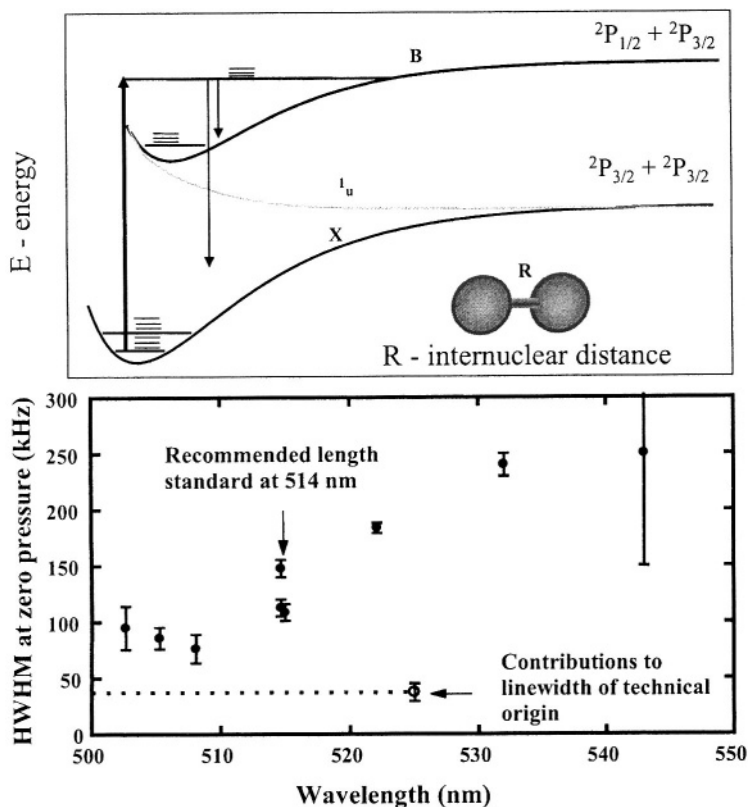 ²P₁/₂ + ²P₃/₂
B
²P₃/₂ + ²P₃/₂
E - energy
1ᵤ
X
R
R - internuclear distance
HWHM at zero pressure (kHz)
300
250
200
150
100
50
0
Recommended length
standard at 514 nm
Contributions to
linewidth of technical
origin
500
510
520
530
540
550
Wavelength (nm)